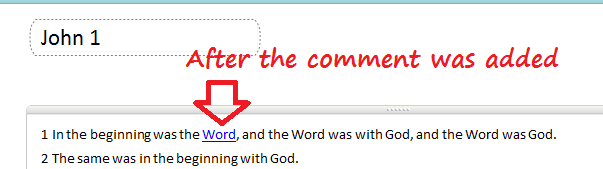 John 1
After the comment was added
1 In the beginning was the Word, and the Word was with God, and the Word was God.
2 The same was in the beginning with God.